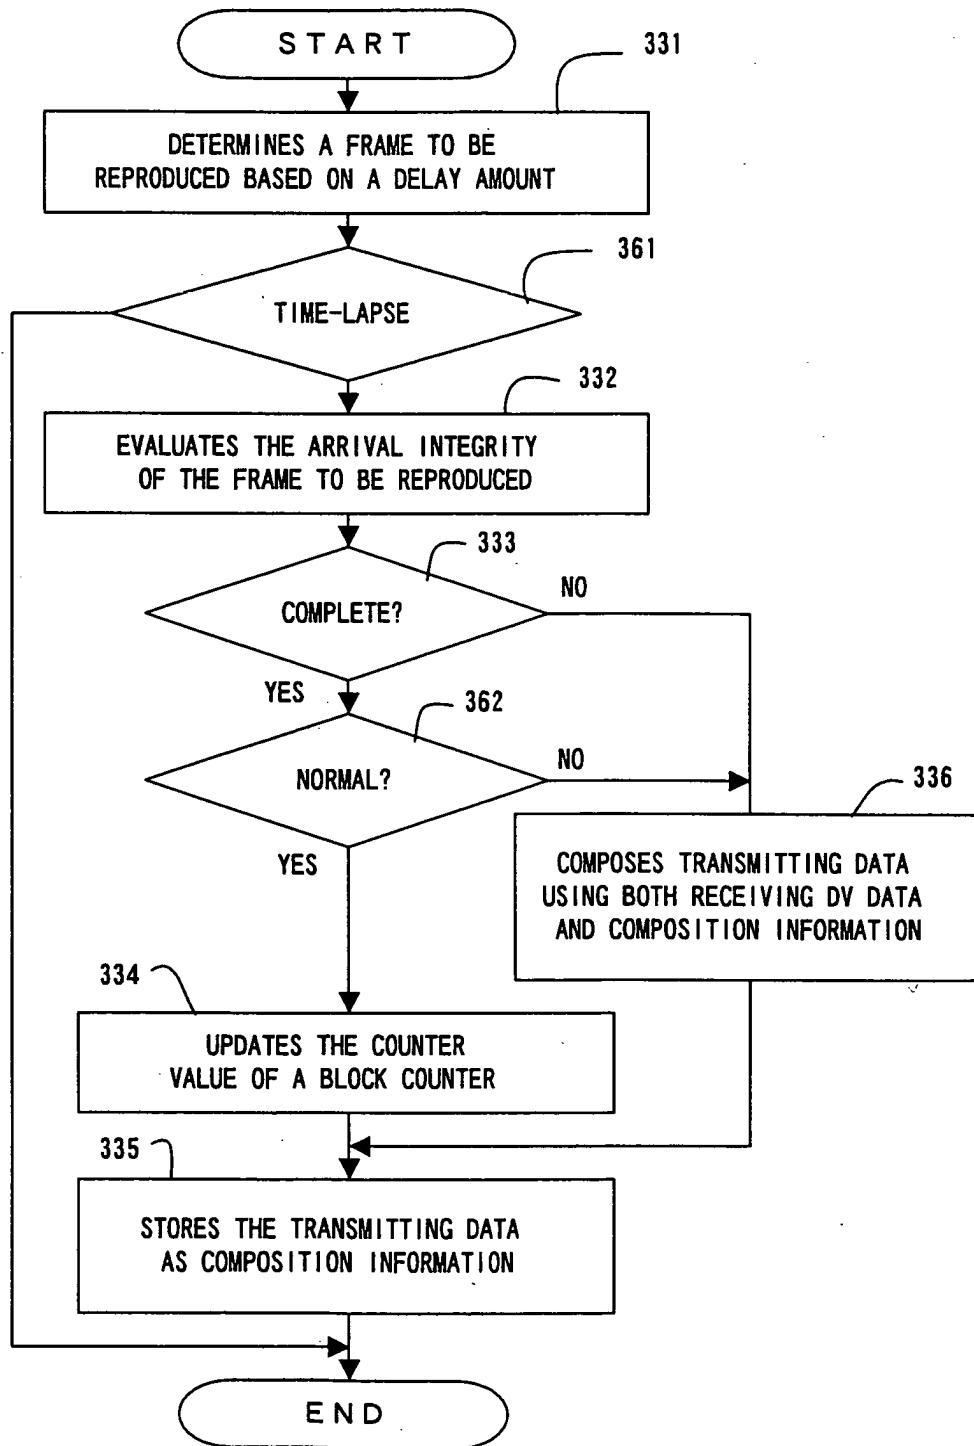 START
331
DETERMINES A FRAME TO BE
REPRODUCED BASED ON A DELAY AMOUNT
361
TIME-LAPSE
332
EVALUATES THE ARRIVAL INTEGRITY
OF THE FRAME TO BE REPRODUCED
333
COMPLETE?
NO
YES
362
NORMAL?
NO
336
YES
COMPOSES TRANSMITTING DATA
USING BOTH RECEIVING DV DATA
AND COMPOSITION INFORMATION
334
UPDATES THE COUNTER
VALUE OF A BLOCK COUNTER
335
STORES THE TRANSMITTING DATA
AS COMPOSITION INFORMATION
END